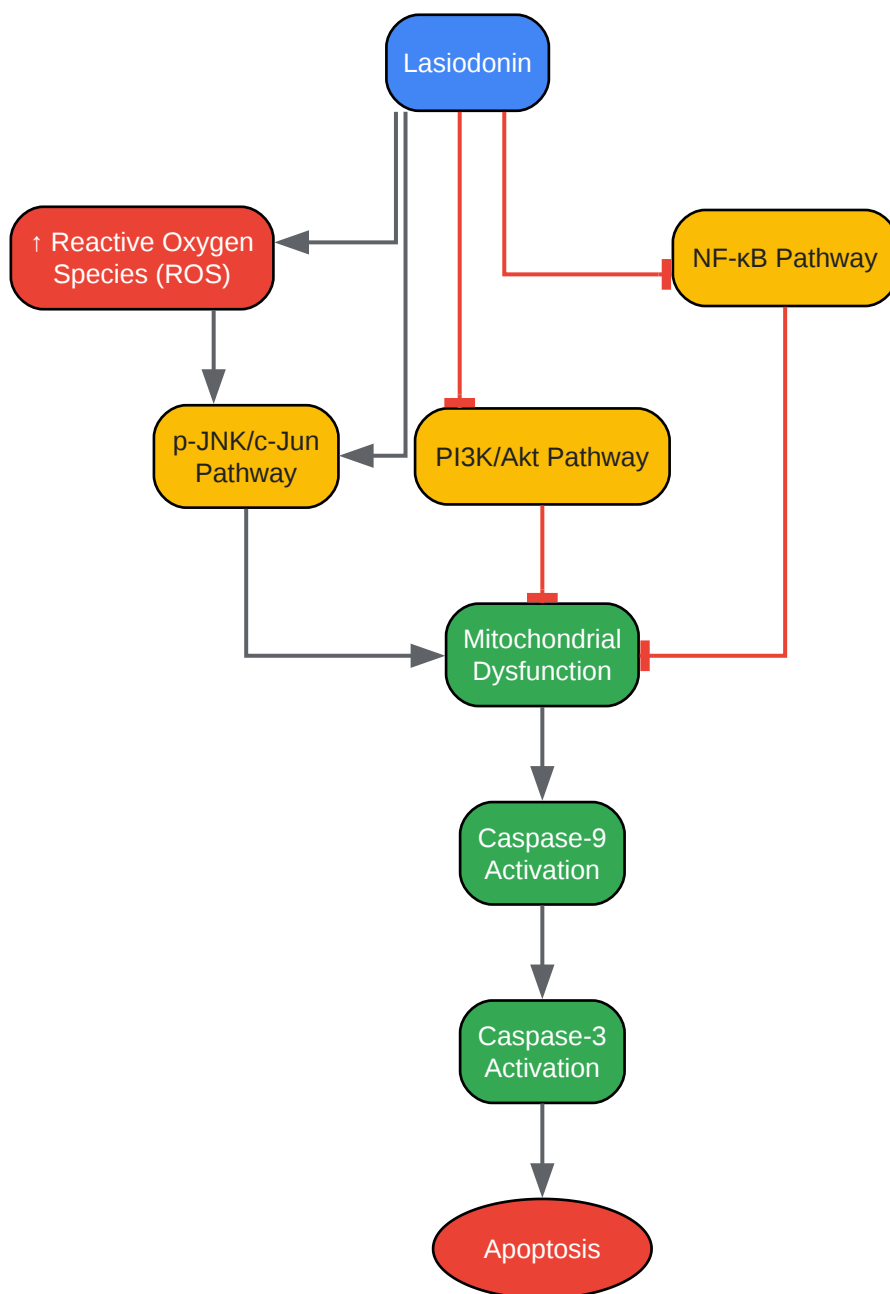 Lasiodonin
↑ Reactive Oxygen
Species (ROS)
NF-κB Pathway
p-JNK/c-Jun
Pathway
PI3K/Akt Pathway
Mitochondrial
Dysfunction
Caspase-9
Activation
Caspase-3
Activation
Apoptosis